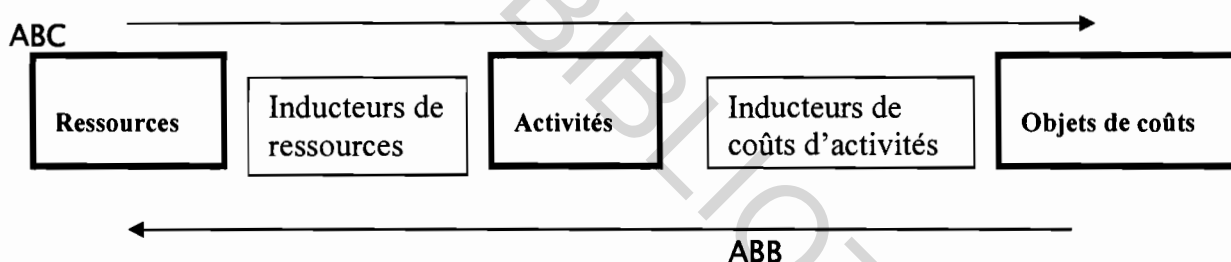 ABC
Ressources
Inducteurs de
ressources
Activités
Inducteurs de
coûts d'activités
Objets de coûts
ABB